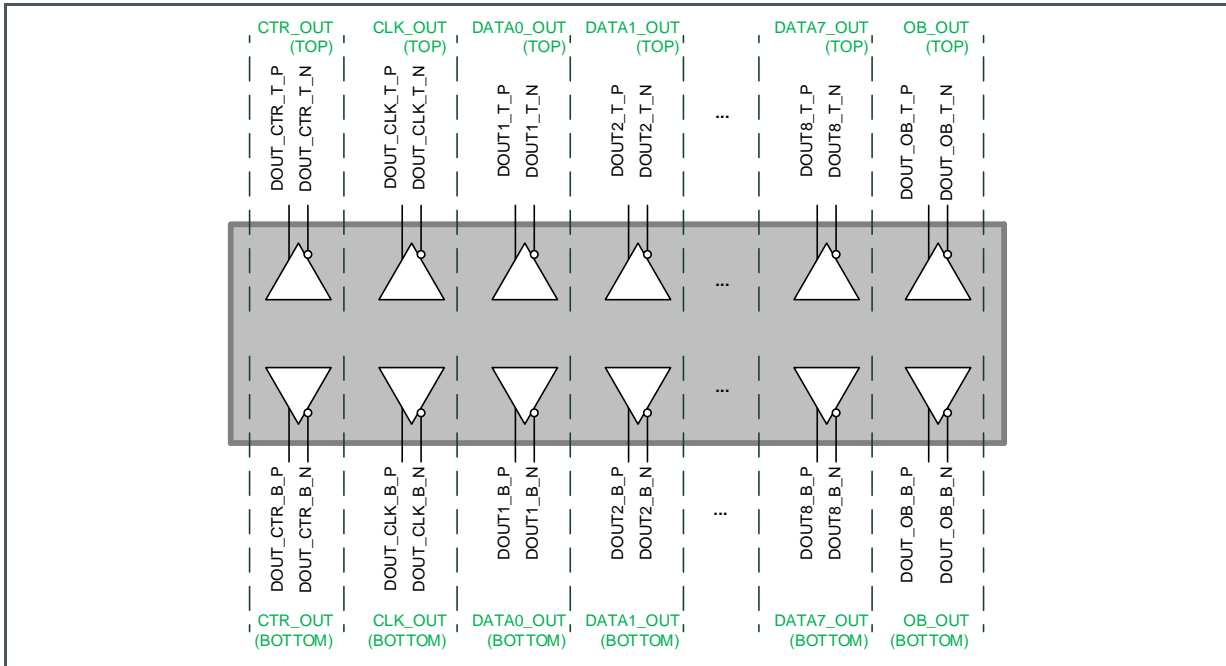 CTR_OUT
(TOP)
CLK_OUT
(TOP)
DATA0_OUT
(TOP)
DATA1_OUT
(TOP)
DATA7_OUT
(TOP)
OB_OUT
(TOP)
DOUT_CTR_T_P
DOUT_CTR_T_N
DOUT_CLK_T_P
DOUT_CLK_T_N
DOUT1_T_P
DOUT1_T_N
DOUT2_T_P
DOUT2_T_N
...
DOUT8_T_P
DOUT8_T_N
DOUT_OB_T_P
DOUT_OB_T_N
...
...
DOUT_CTR_B_P
DOUT_CTR_B_N
DOUT_CLK_B_P
DOUT_CLK_B_N
DOUT1_B_P
DOUT1_B_N
DOUT2_B_P
DOUT2_B_N
...
DOUT8_B_P
DOUT8_B_N
DOUT_OB_B_P
DOUT_OB_B_N
CTR_OUT
(BOTTOM)
CLK_OUT
(BOTTOM)
DATA0_OUT
(BOTTOM)
DATA1_OUT
(BOTTOM)
DATA7_OUT
(BOTTOM)
OB_OUT
(BOTTOM)